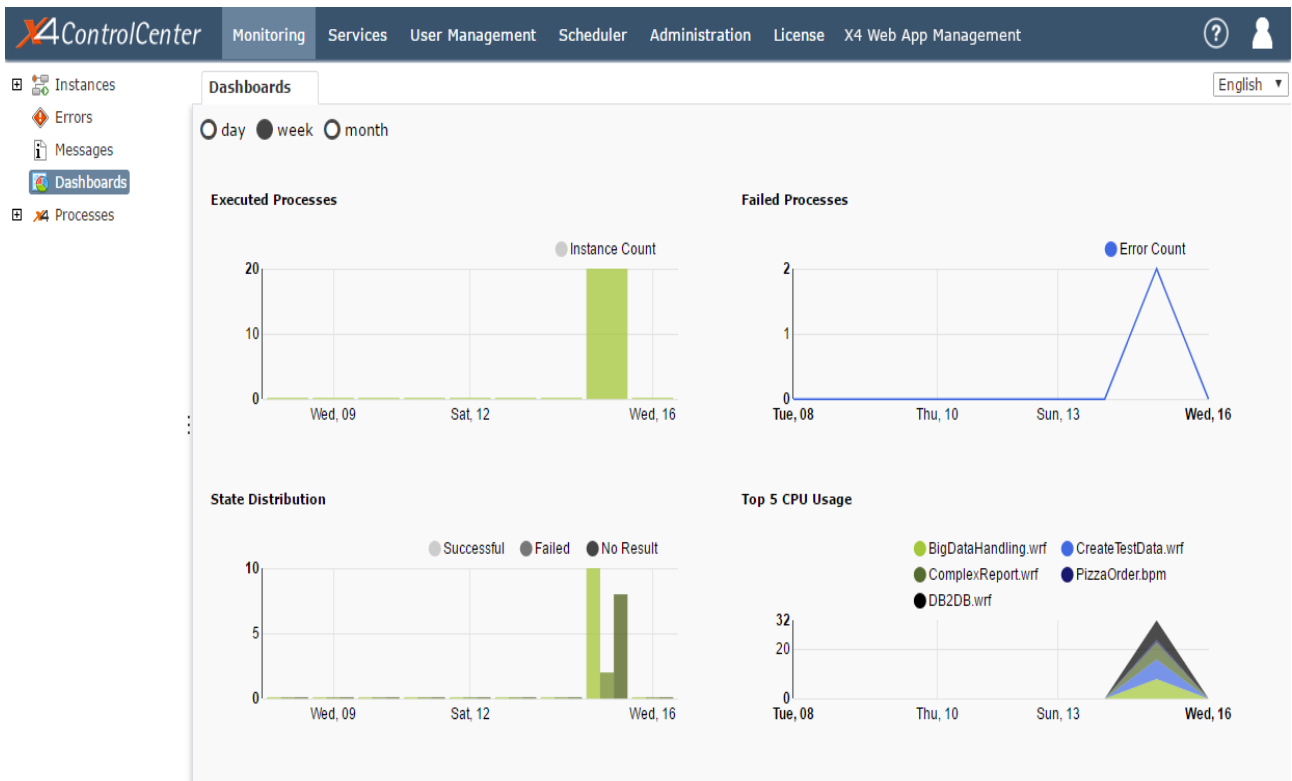 X4 ControlCenter Monitoring Services User Management Scheduler Administration License X4 Web App Management ?
Instances
Errors
Messages
Dashboards
X4 Processes
Dashboards
English
day week month
Executed Processes
Instance Count
20
10
0
Wed, 09 Sat, 12 Wed, 16
Failed Processes
Error Count
2
1
0
Tue, 08 Thu, 10 Sun, 13 Wed, 16
State Distribution
Successful Failed No Result
10
5
0
Wed, 09 Sat, 12 Wed, 16
Top 5 CPU Usage
BigDataHandling.wrf CreateTestData.wrf
ComplexReport.wrf PizzaOrder.bpm
DB2DB.wrf
32
20
0
Tue, 08 Thu, 10 Sun, 13 Wed, 16